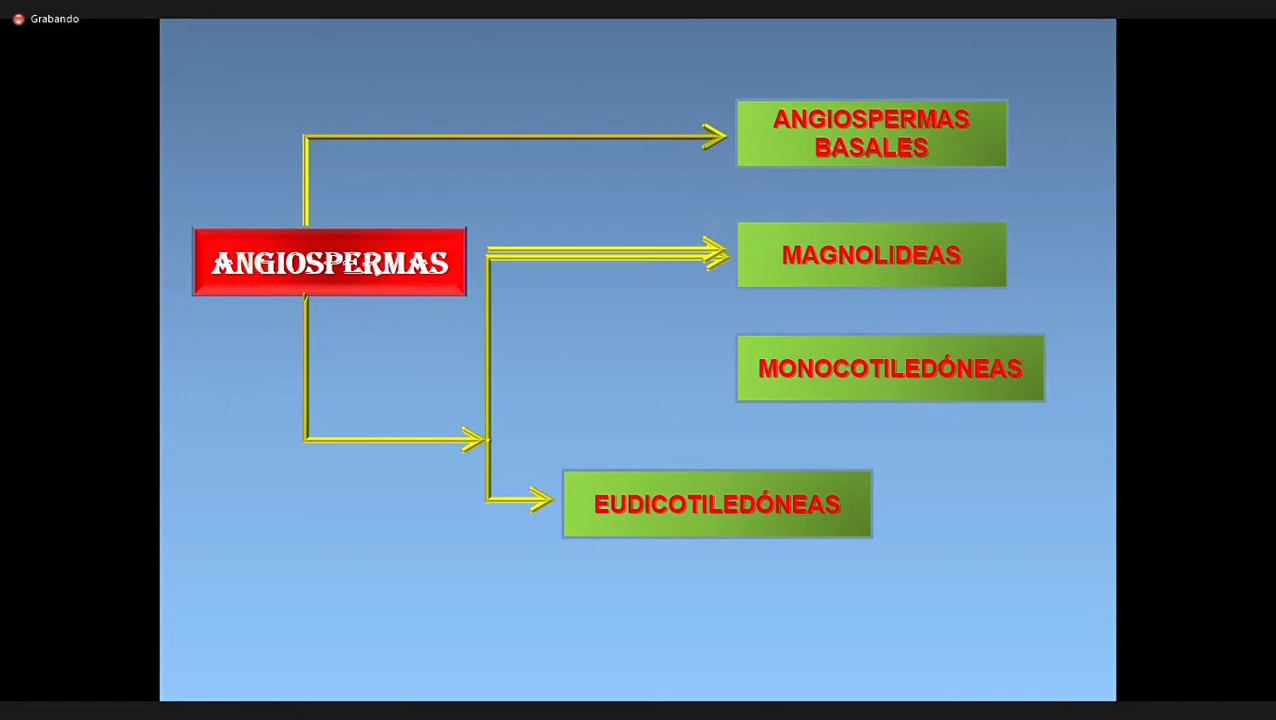 Grabando
ANGIOSPERMAS
BASALES
ANGIOSPERMAS
MAGNOLIDEAS
MONOCOTILEDÓNEAS
EUDICOTILEDÓNEAS